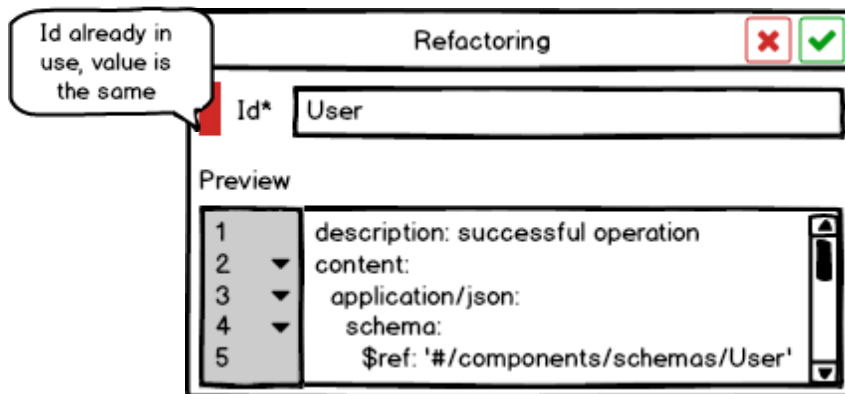 Id already in
use, value is
the same
Refactoring
Id* User
Preview
1 description: successful operation
2 content:
3 application/json:
4 schema:
5 $ref: '#/components/schemas/User'